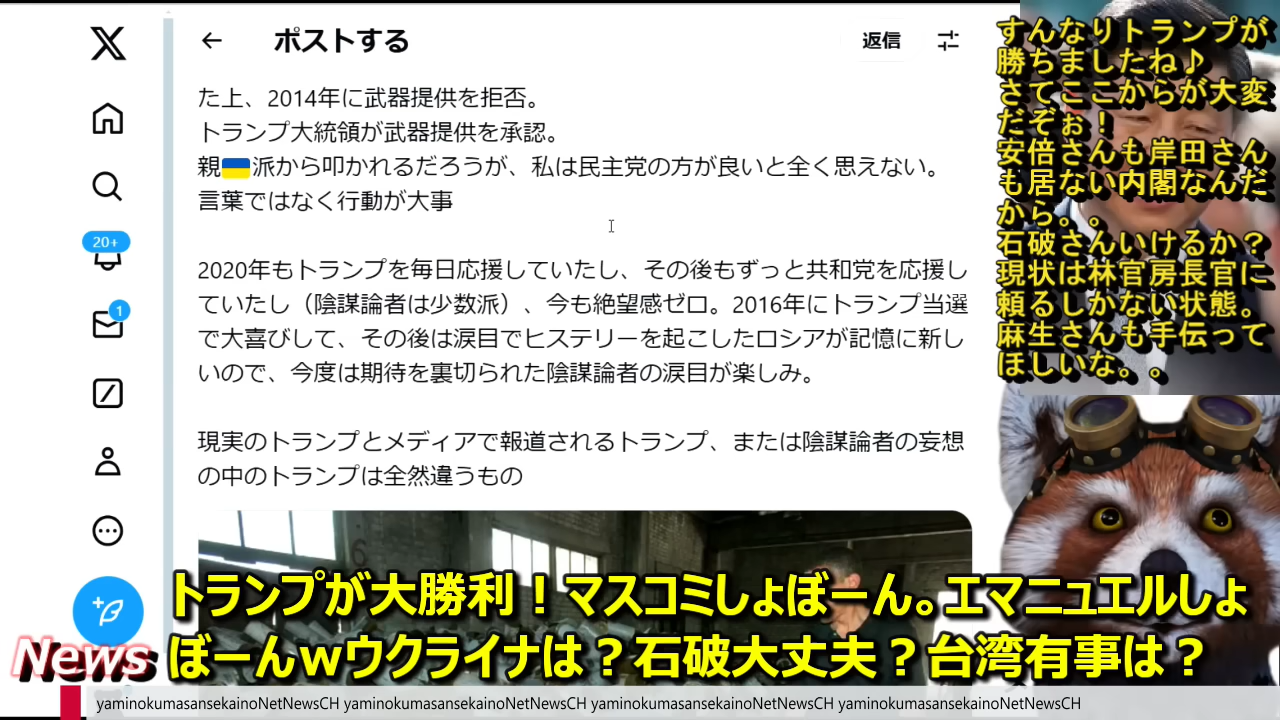 ポストする
返信
た上、2014年に武器提供を拒否。
トランプ大統領が武器提供を承認。
親🇺🇦派から叩かれるだろうが、私は民主党の方が良いと全く思えない。
言葉ではなく行動が大事
2020年もトランプを毎日応援していたし、その後もずっと共和党を応援し
ていたし（陰謀論者は少数派）、今も絶望感ゼロ。2016年にトランプ当選
で大喜びして、その後は涙目でヒステリーを起こしたロシアが記憶に新し
いので、今度は期待を裏切られた陰謀論者の涙目が楽しみ。
現実のトランプとメディアで報道されるトランプ、または陰謀論者の妄想
の中のトランプは全然違うもの
20+
1
すんなりトランプが
勝ちましたね♪
さてここからが大変
だぞぉ！
安倍さんも岸田さん
も居ない内閣なんだ
から。。
石破さんいけるか？
現状は林官房長官に
頼るしかない状態。
麻生さんも手伝って
ほしいな。。
トランプが大勝利！マスコミしょぼーん。エマニュエルしょ
ぼーんwウクライナは？石破大丈夫？台湾有事は？
News
yaminokumasansekainoNetNewsCH yaminokumasansekainoNetNewsCH yaminokumasansekainoNetNewsCH yaminokumasansekainoNetNewsCH